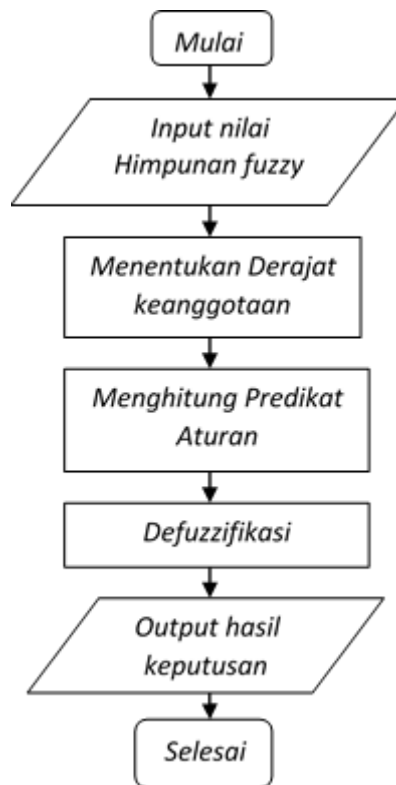 Mulai
Input nilai
Himpunan fuzzy
Menentukan Derajat
keanggotaan
Menghitung Predikat
Aturan
Defuzzifikasi
Output hasil
keputusan
Selesai